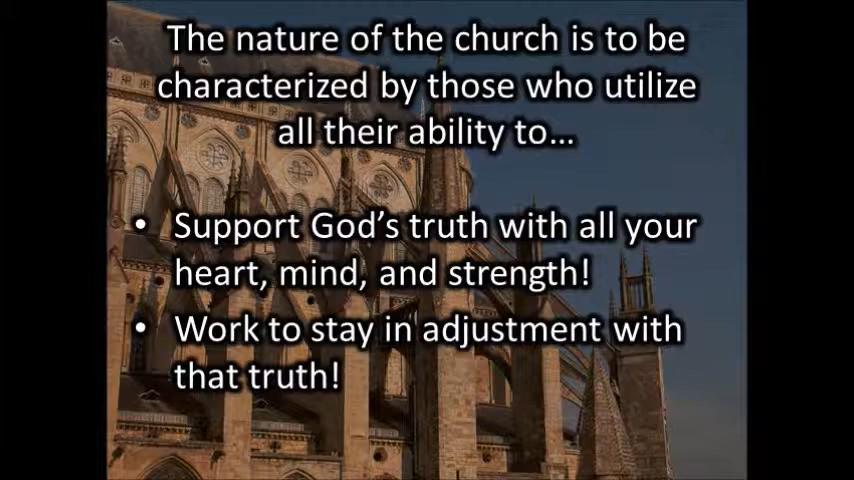 The nature of the church is to be
characterized by those who utilize
all their ability to…
• Support God’s truth with all your
heart, mind, and strength!
• Work to stay in adjustment with
that truth!